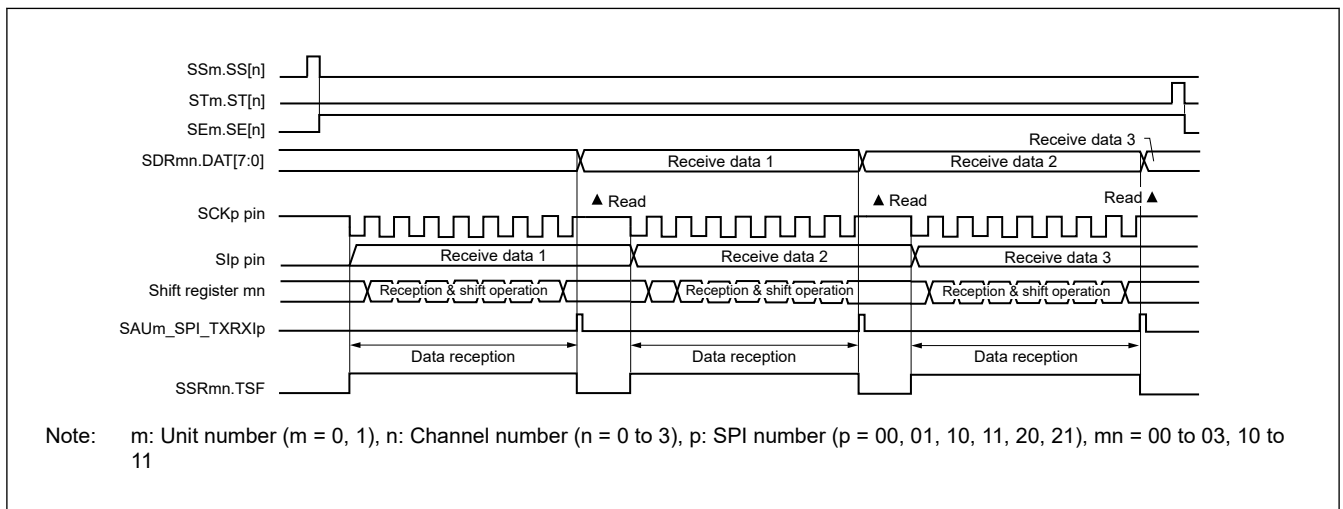 SSm.SS[n]
STm.ST[n]
SEm.SE[n]
Receive data 3
SDRmn.DAT[7:0] Receive data 1 Receive data 2
▲ Read ▲ Read Read ▲
SCKp pin
SIp pin Receive data 1 Receive data 2 Receive data 3
Shift register mn Reception & shift operation Reception & shift operation Reception & shift operation
SAUm_SPI_TXRXIp
Data reception Data reception Data reception
SSRmn.TSF
Note: m: Unit number (m = 0, 1), n: Channel number (n = 0 to 3), p: SPI number (p = 00, 01, 10, 11, 20, 21), mn = 00 to 03, 10 to
11